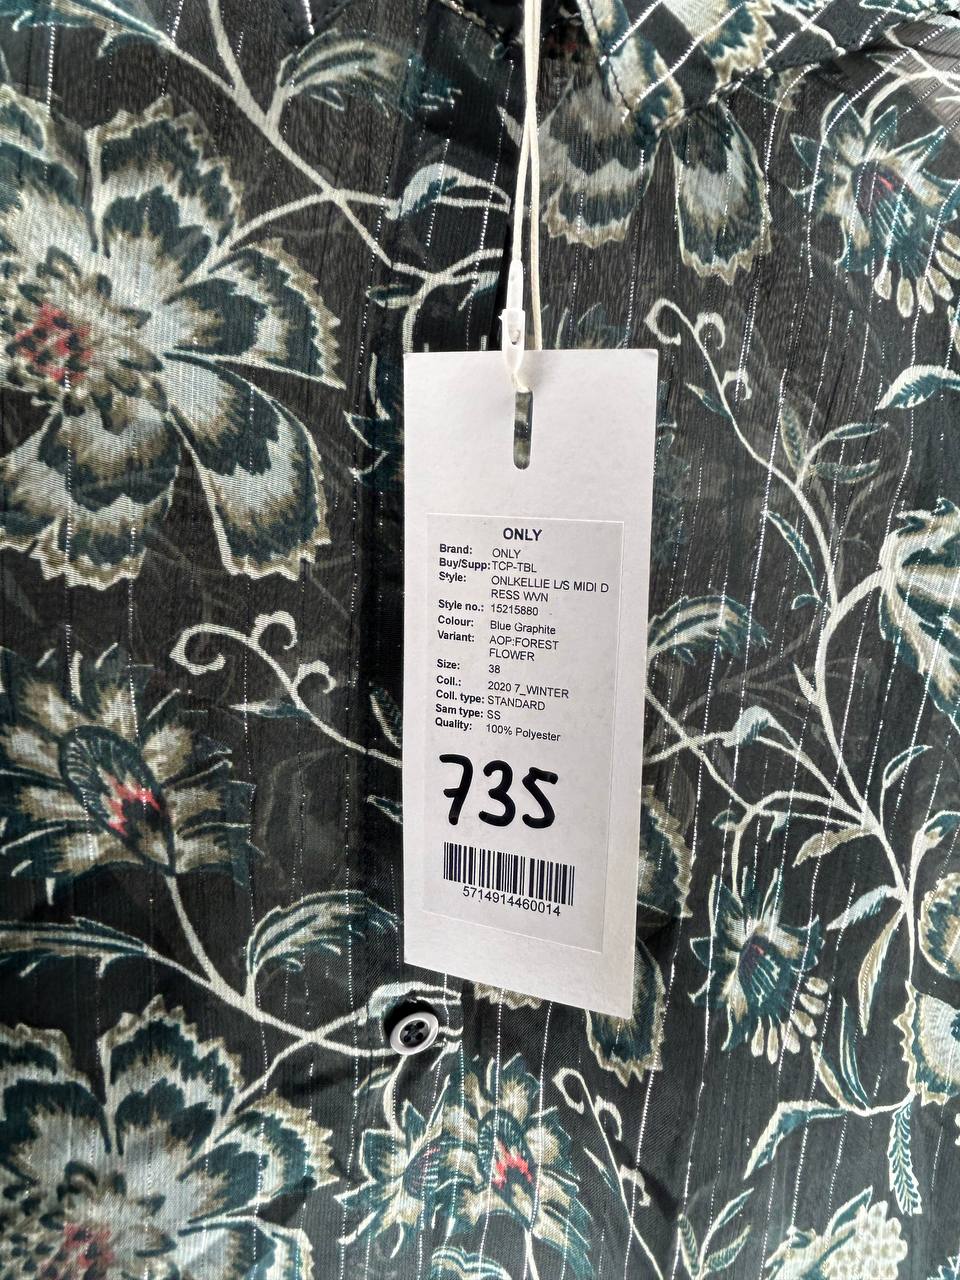 ONLY
Brand: ONLY
Buy/Supp: TCP-TBL
Style: ONLKELLIE L/S MIDI D
RESS WVN
Style no.: 15215880
Colour: Blue Graphite
Variant: AOP:FOREST
FLOWER
Size: 38
Coll.: 2020 7_WINTER
Coll. type: STANDARD
Sam type: SS
Quality: 100% Polyester
735
5714914460014